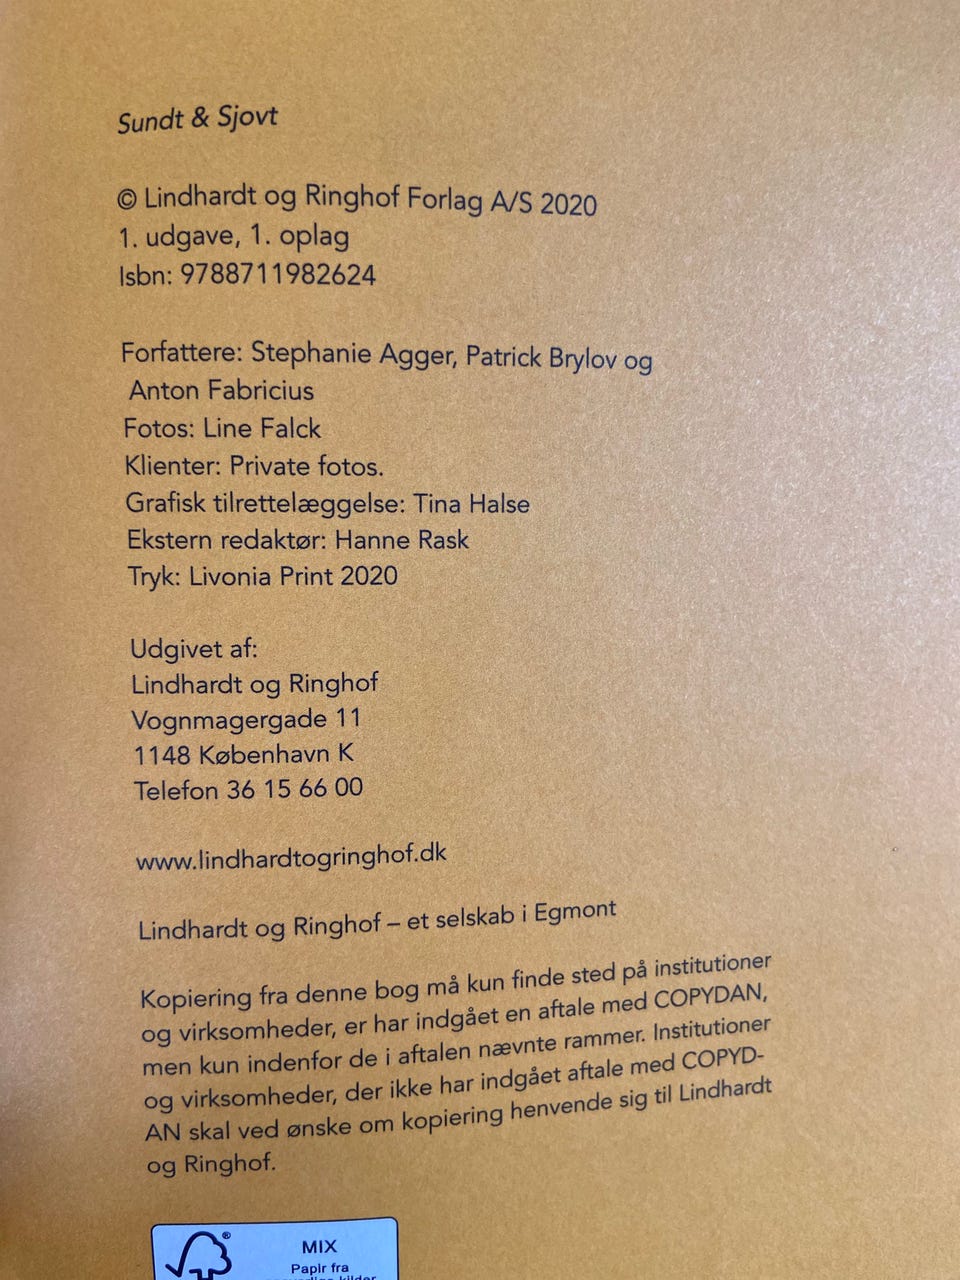 Sundt & Sjovt
© Lindhardt og Ringhof Forlag A/S 2020
1. udgave, 1. oplag
Isbn: 9788711982624
Forfattere: Stephanie Agger, Patrick Brylov og
Anton Fabricius
Fotos: Line Falck
Klienter: Private fotos.
Grafisk tilrettelæggelse: Tina Halse
Ekstern redaktør: Hanne Rask
Tryk: Livonia Print 2020
Udgivet af:
Lindhardt og Ringhof
Vognmagergade 11
1148 København K
Telefon 36 15 66 00
www.lindhardtogringhof.dk
Lindhardt og Ringhof – et selskab i Egmont
Kopiering fra denne bog må kun finde sted på institutioner
og virksomheder, er har indgået en aftale med COPYDAN,
men kun indenfor de i aftalen nævnte rammer. Institutioner
og virksomheder, der ikke har indgået aftale med COPYD-
AN skal ved ønske om kopiering henvende sig til Lindhardt
og Ringhof.
®
MIX
Papir fra